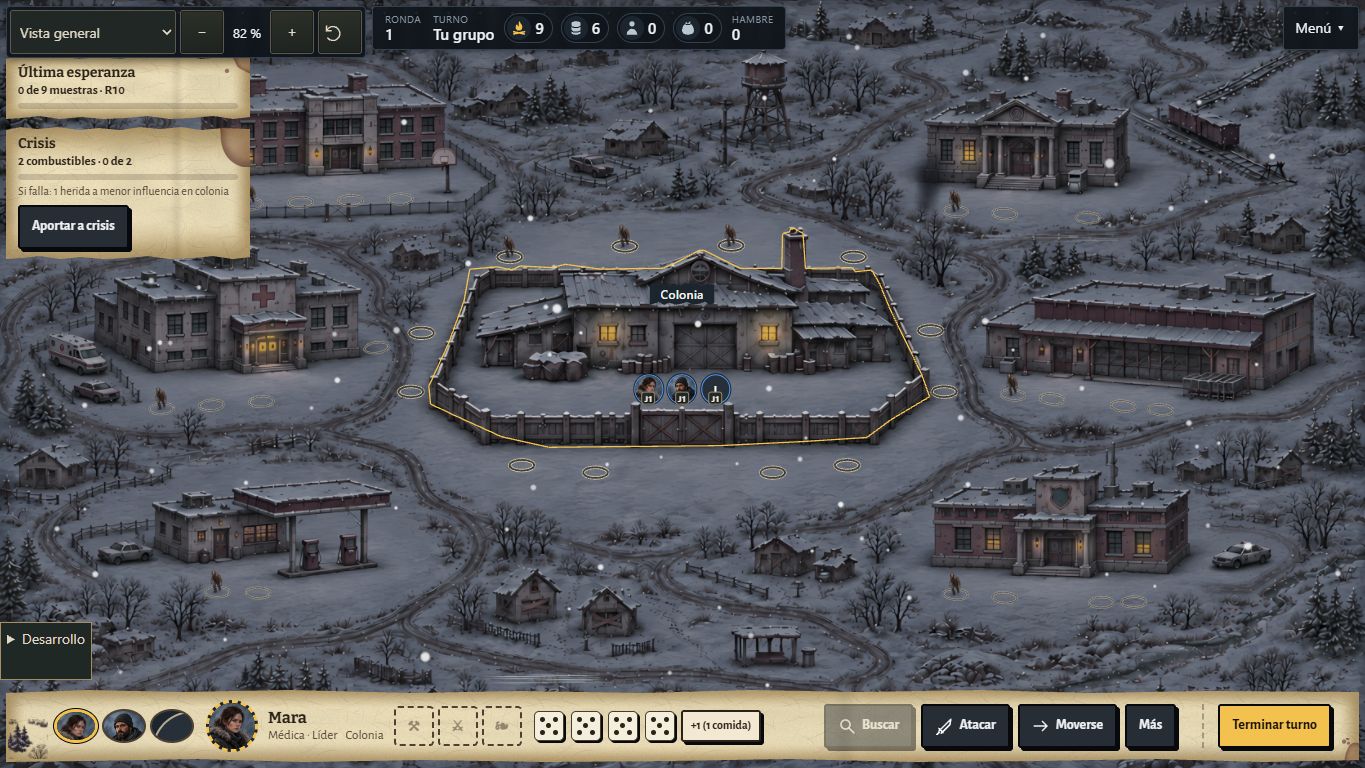 Vista general
− 82 % +
RONDA TURNO HAMBRE
1 Tu grupo 9 6 0 0 0
Menú ▼
Última esperanza
0 de 9 muestras · R10
Crisis
2 combustibles · 0 de 2
Si falla: 1 herida a menor influencia en colonia
Aportar a crisis
Colonia
J1 J1 J1
Desarrollo
Mara
Médica · Líder Colonia
+1 (1 comida)
Buscar
Atacar
Moverse
Más
Terminar turno